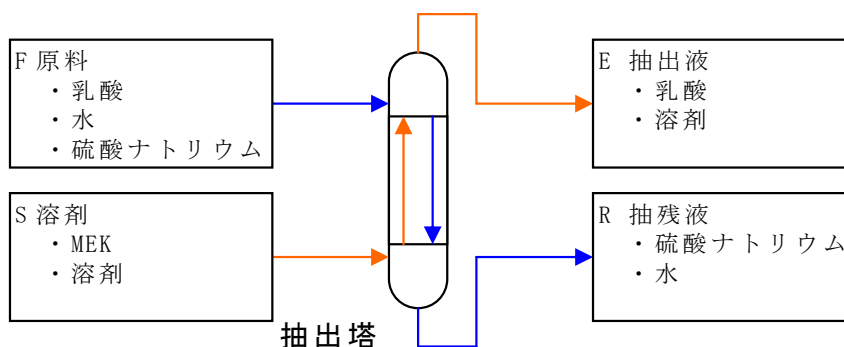 F 原料
・乳酸
・水
・硫酸ナトリウム
S 溶剤
・MEK
・溶剤
抽出塔
E 抽出液
・乳酸
・溶剤
R 抽残液
・硫酸ナトリウム
・水